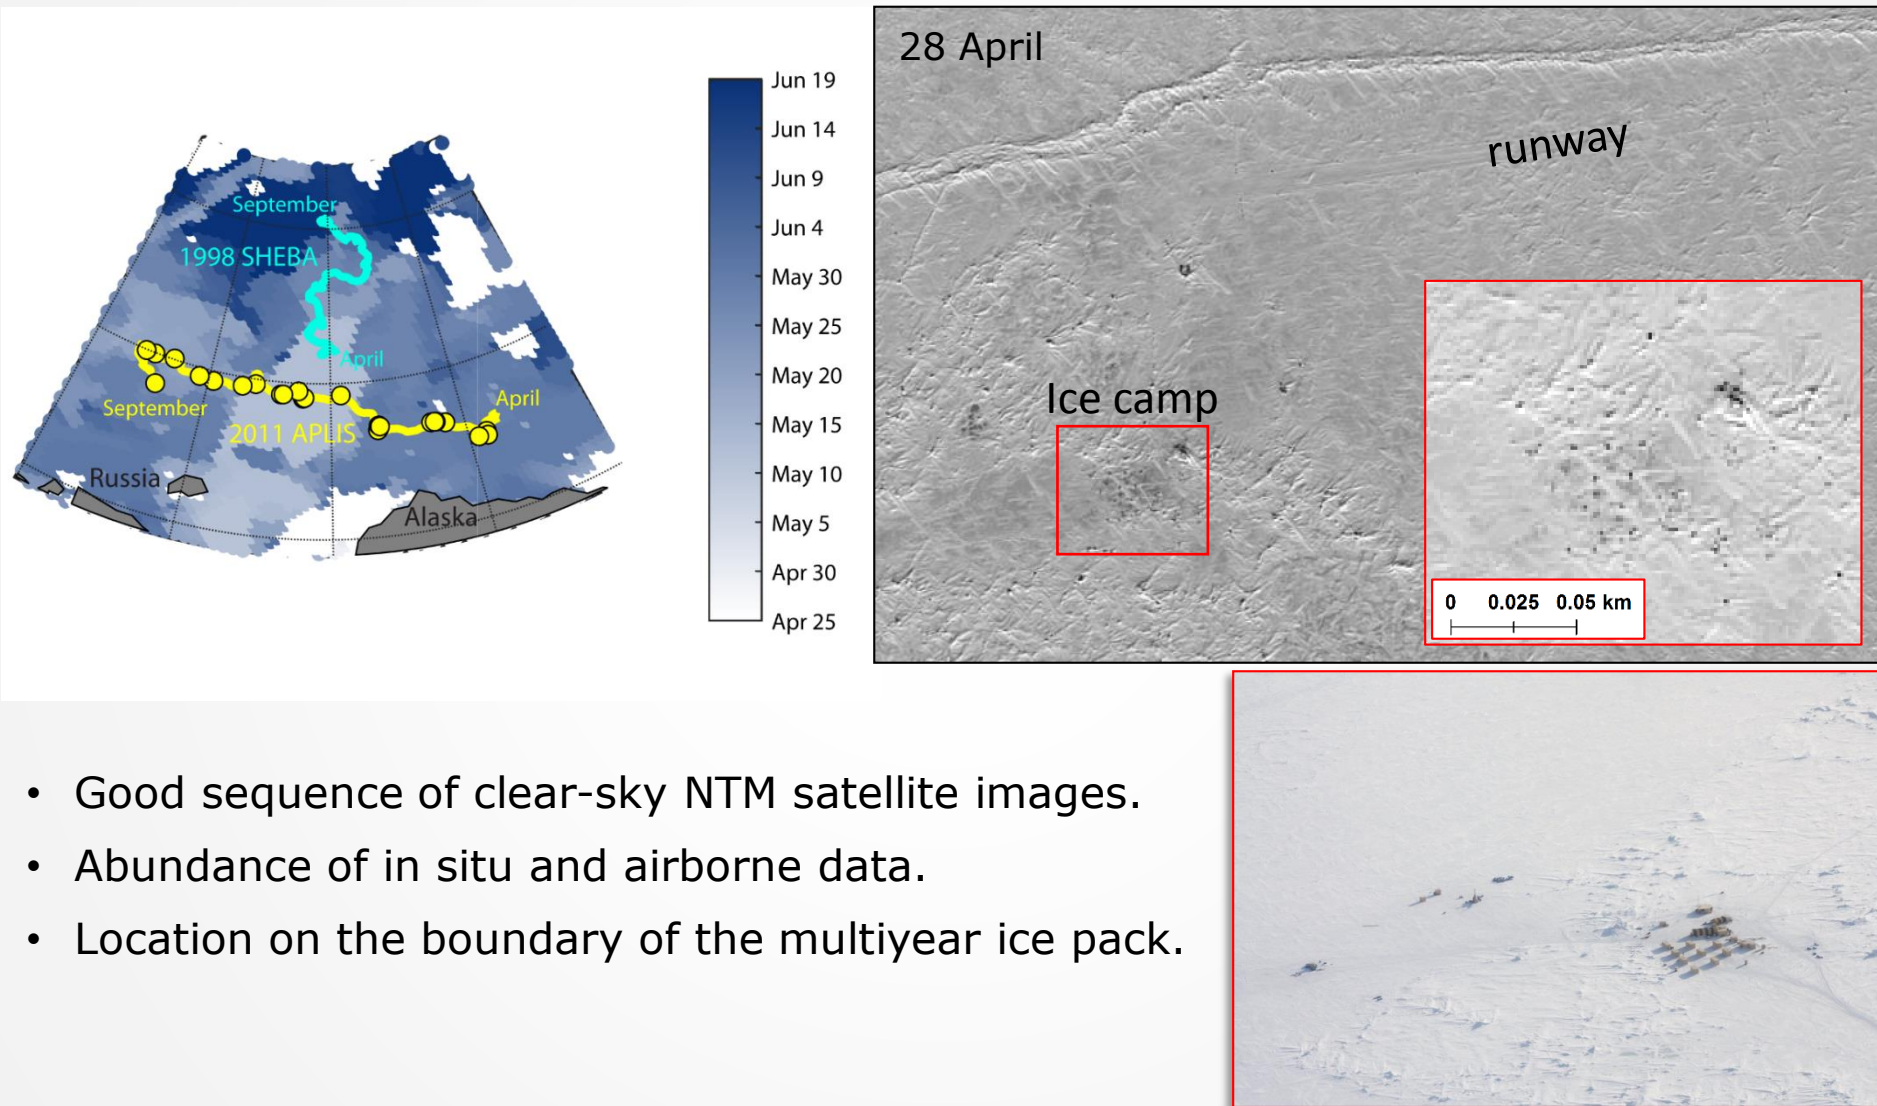 Jun 19
Jun 14
Jun 9
Jun 4
May 30
May 25
May 20
May 15
May 10
May 5
Apr 30
Apr 25
September
1998 SHEBA
April
September
April
2011 APLIS
Russia
Alaska
28 April
runway
Ice camp
0 0.025 0.05 km
• Good sequence of clear-sky NTM satellite images.
• Abundance of in situ and airborne data.
• Location on the boundary of the multiyear ice pack.